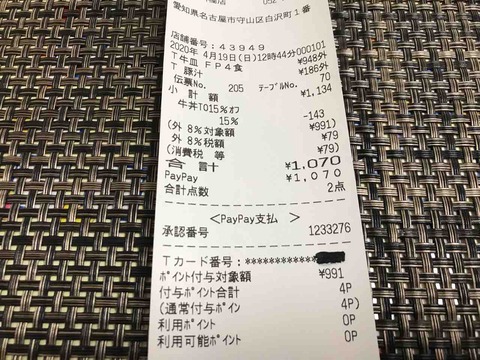 愛知県名古屋市守山区白沢町1番
店舗番号:43949
2020年 4月19日(日)12時44分000101
T牛皿 FP4食 ¥948外
T 豚汁 ¥186外
伝票No. 205 テーブルNo. 70
小 計 額 ¥1,134
牛丼TO15%オフ
15% -143
(外 8%対象額 ¥991)
外 8%税額 ¥79
(消費税 等 ¥79)
合 計 ¥1,070
PayPay ¥1,070
合計点数 2点
<PayPay支払 >
承認番号 1233276
Tカード番号:************
ポイント付与対象額 ¥991
付与ポイント合計 4P
(通常付与ポイン 4P)
利用ポイント 0P
利用可能ポイント 0P